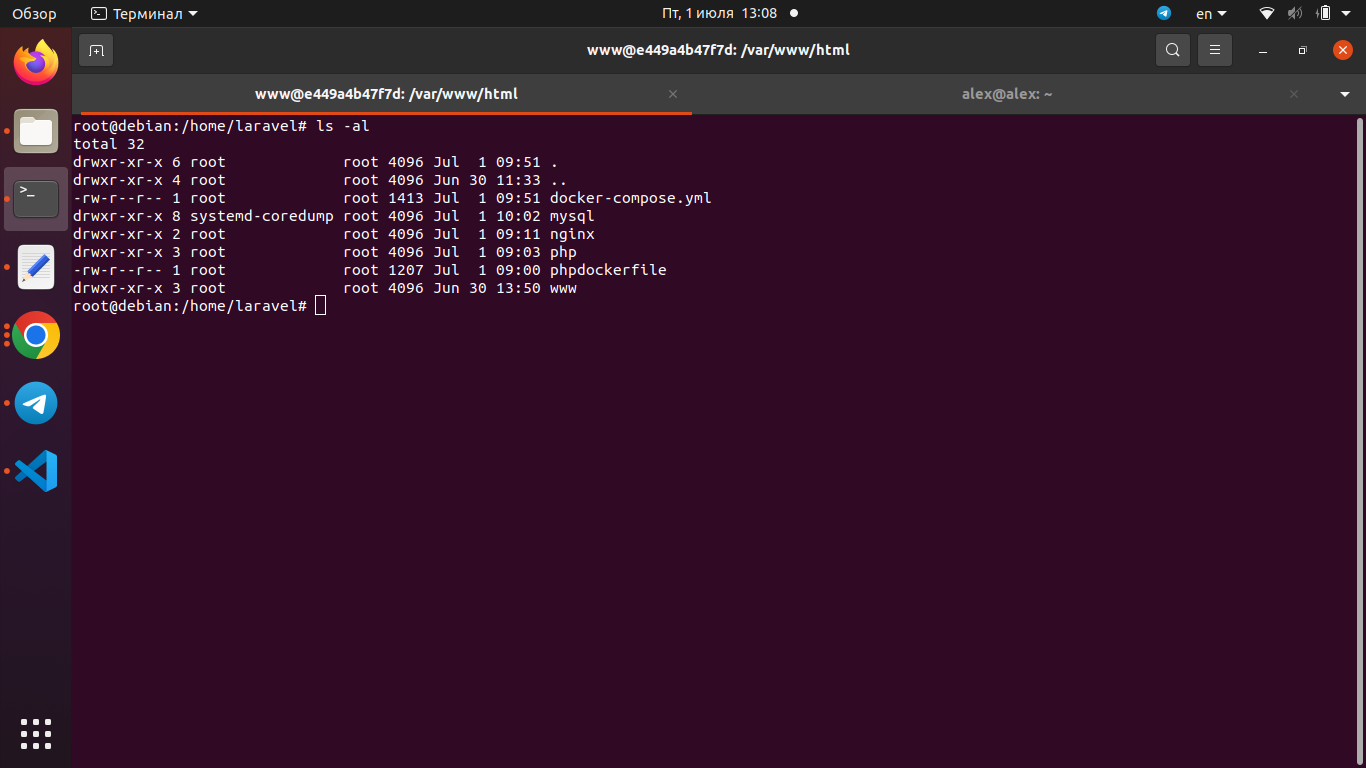 Обзор Терминал Пт, 1 июля 13:08 en
www@e449a4b47f7d: /var/www/html
www@e449a4b47f7d: /var/www/html alex@alex: ~
root@debian:/home/laravel# ls -al
total 32
drwxr-xr-x 6 root root 4096 Jul 1 09:51 .
drwxr-xr-x 4 root root 4096 Jun 30 11:33 ..
-rw-r--r-- 1 root root 1413 Jul 1 09:51 docker-compose.yml
drwxr-xr-x 8 systemd-coredump root 4096 Jul 1 10:02 mysql
drwxr-xr-x 2 root root 4096 Jul 1 09:11 nginx
drwxr-xr-x 3 root root 4096 Jul 1 09:03 php
-rw-r--r-- 1 root root 1207 Jul 1 09:00 phpdockerfile
drwxr-xr-x 3 root root 4096 Jun 30 13:50 www
root@debian:/home/laravel#